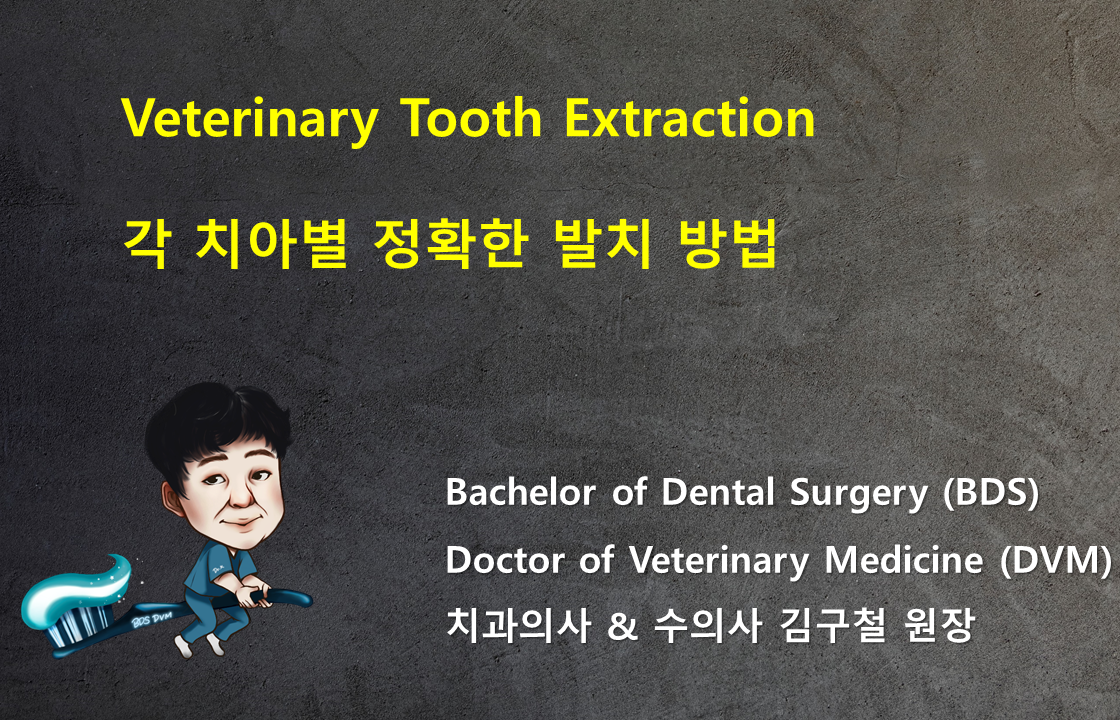 Veterinary Tooth Extraction
각 치아별 정확한 발치 방법
Bachelor of Dental Surgery (BDS)
Doctor of Veterinary Medicine (DVM)
치과의사 & 수의사 김구철 원장
BDS DVM